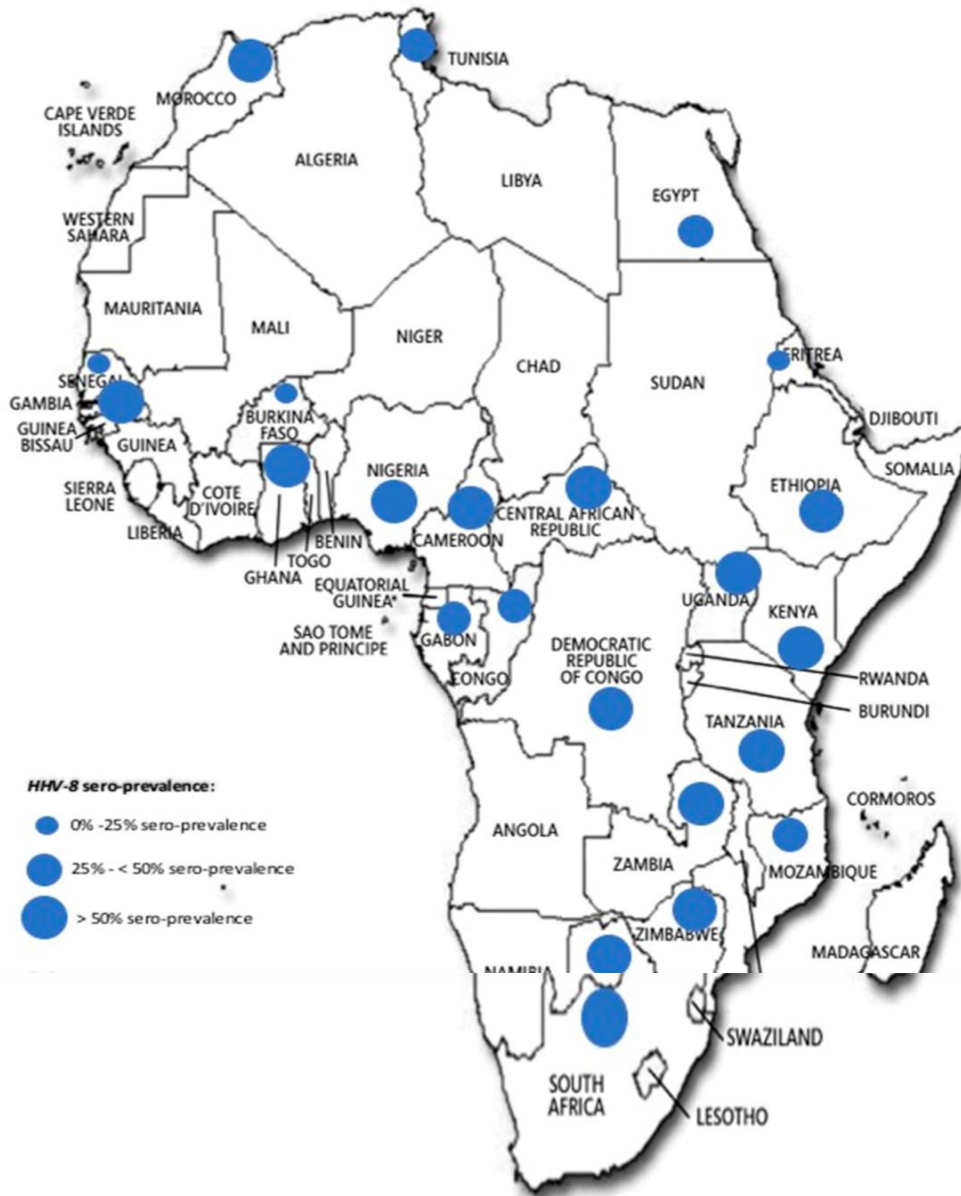 TUNISIA
MOROCCO
CAPE VERDE
ISLANDS
ALGERIA
LIBYA
EGYPT
WESTERN
SAHARA
MAURITANIA
MALI
NIGER
CHAD
SUDAN
ERITREA
SENEGAL
GAMBIA
GUINEA
BISSAU
GUINEA
BURKINA
FASO
DJIBOUTI
SOMALIA
NIGERIA
ETHIOPIA
SIERRA
LEONE
COTE
D'IVOIRE
CENTRAL AFRICAN
REPUBLIC
LIBERIA
BENIN
CAMEROON
TOGO
GHANA
EQUATORIAL
GUINEA
UGANDA
KENYA
SAO TOME
AND PRINCIPE
GABON
DEMOCRATIC
REPUBLIC
OF CONGO
CONGO
RWANDA
BURUNDI
TANZANIA
HHV-8 sero-prevalence:
0% -25% sero-prevalence
25% - < 50% sero-prevalence
> 50% sero-prevalence
CORMOROS
ANGOLA
ZAMBIA
MOZAMBIQUE
ZIMBABWE
MADAGASCAR
NAMIBIA
SWAZILAND
SOUTH
AFRICA
LESOTHO